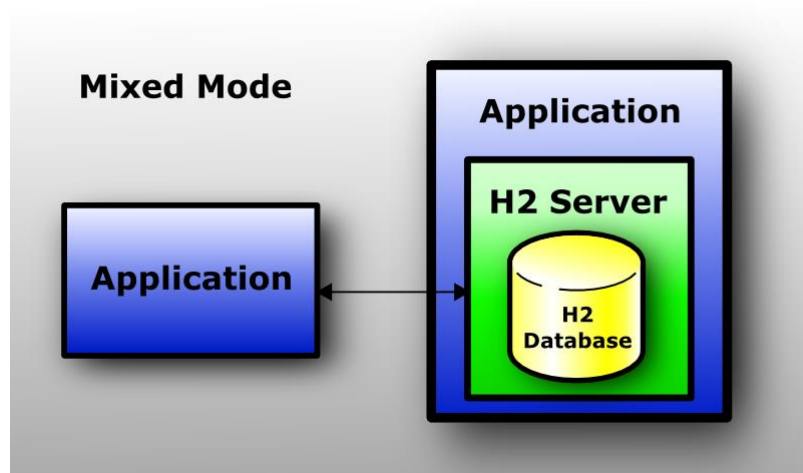 Mixed Mode
Application
Application
H2 Server
H2
Database